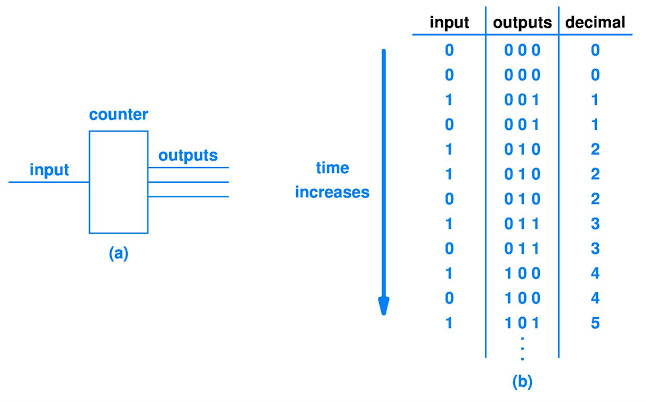 counter
input
outputs
(a)
time
increases
input outputs decimal
0 0 0 0 0
0 0 0 0 0
1 0 0 1 1
0 0 0 1 1
1 0 1 0 2
1 0 1 0 2
0 0 1 0 2
1 0 1 1 3
0 0 1 1 3
1 1 0 0 4
0 1 0 0 4
1 1 0 1 5
(b)